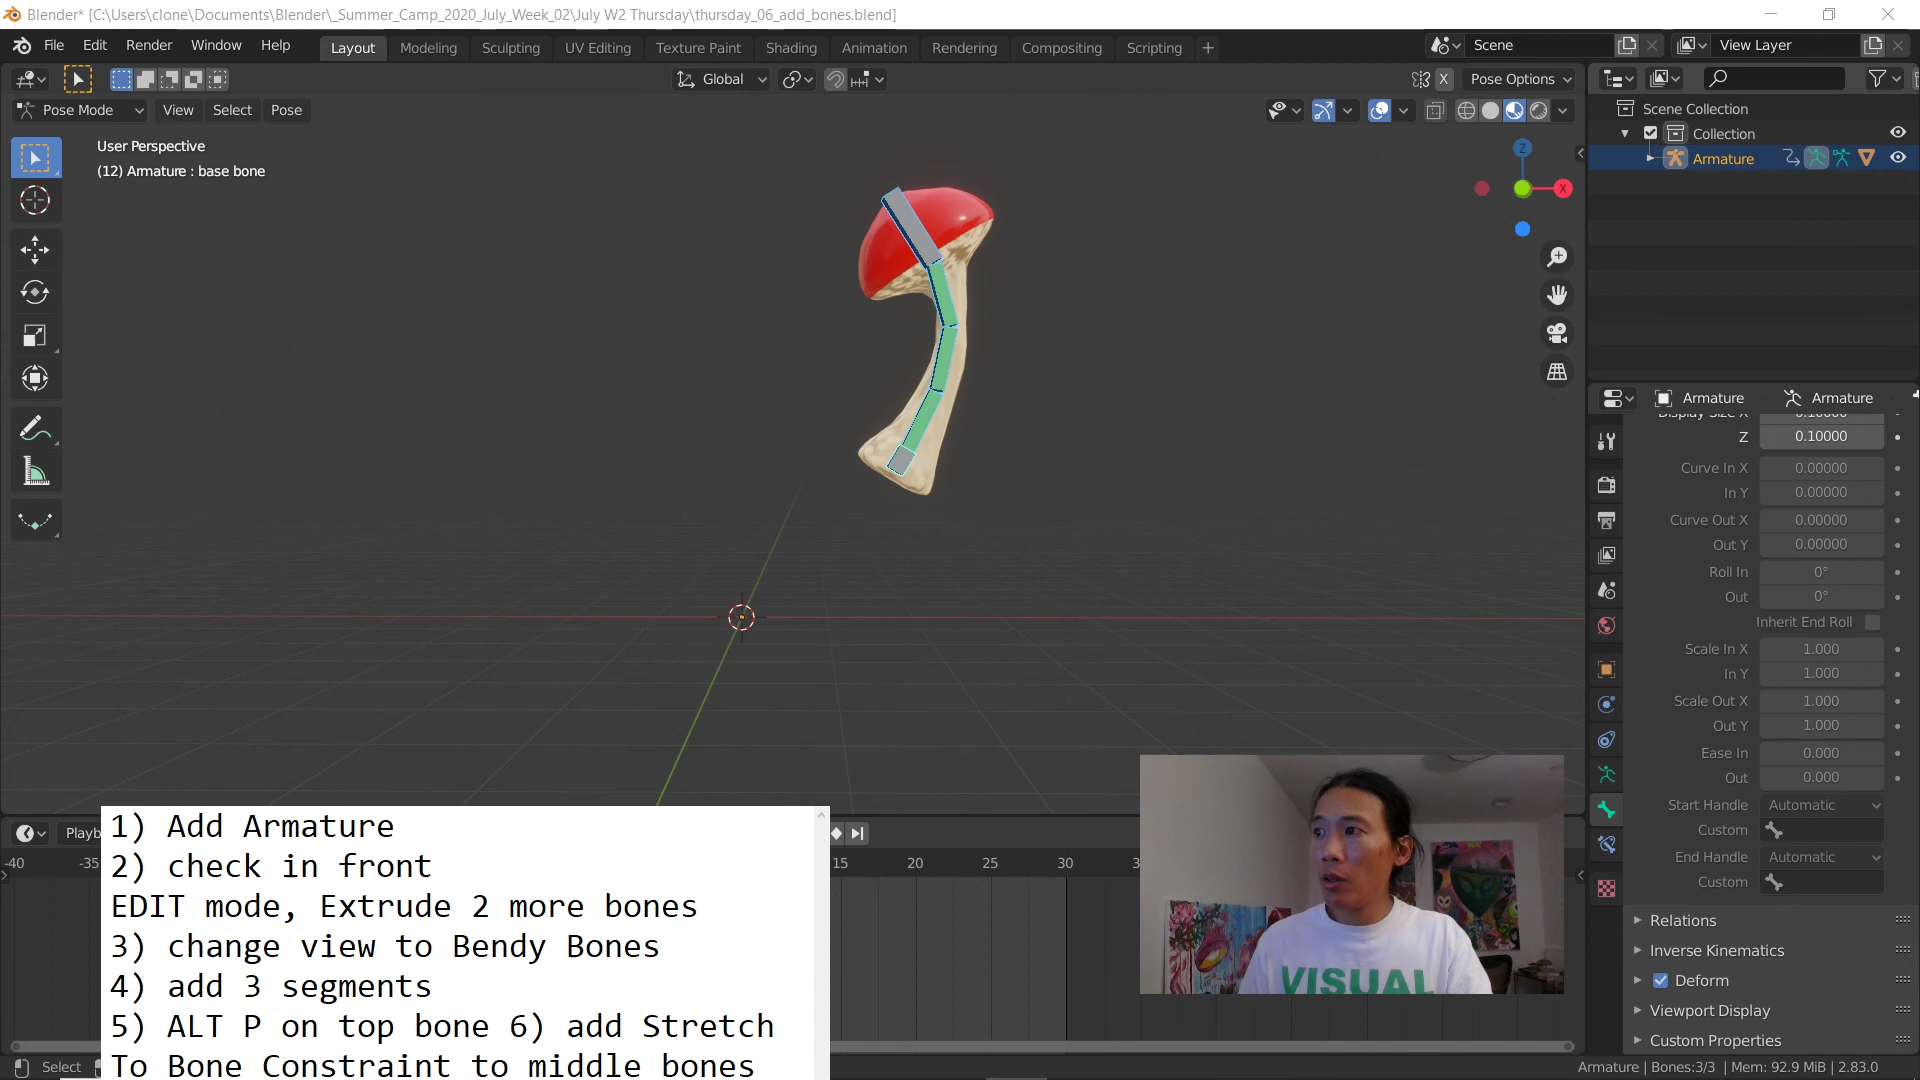 Blender* [C:\Users\clone\Documents\Blender\_Summer_Camp_2020_July_Week_02\July W2 Thursday\thursday_06_add_bones.blend]
File Edit Render Window Help Layout Modeling Sculpting UV Editing Texture Paint Shading Animation Rendering Compositing Scripting + Scene View Layer
Global X Pose Options
Pose Mode View Select Pose
User Perspective
(12) Armature : base bone
Z
X
Scene Collection
Collection
Armature
Armature Armature
Display Size X 0.10000
Z 0.10000
Curve In X 0.00000
In Y 0.00000
Curve Out X 0.00000
Out Y 0.00000
Roll In 0°
Out 0°
Inherit End Roll
Scale In X 1.000
In Y 1.000
Scale Out X 1.000
Out Y 1.000
Ease In 0.000
Out 0.000
Start Handle Automatic
Custom
End Handle Automatic
Custom
Relations
Inverse Kinematics
Deform
Viewport Display
Custom Properties
Playb
-40 -35 15 20 25 30 3
1) Add Armature
2) check in front
EDIT mode, Extrude 2 more bones
3) change view to Bendy Bones
4) add 3 segments
5) ALT P on top bone 6) add Stretch
To Bone Constraint to middle bones
VISUAL
Select
Armature | Bones:3/3 | Mem: 92.9 MiB | 2.83.0